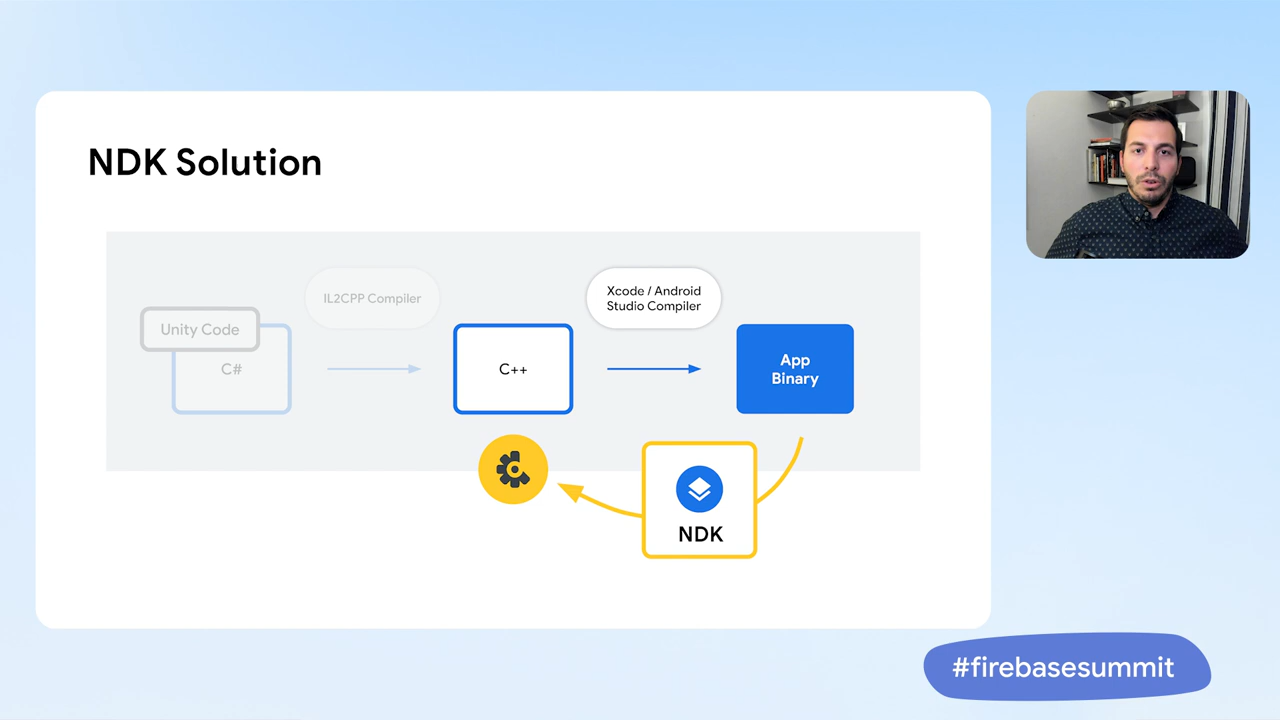 NDK Solution
Unity Code
C#
IL2CPP Compiler
C++
Xcode / Android
Studio Compiler
App
Binary
NDK
#firebasesummit